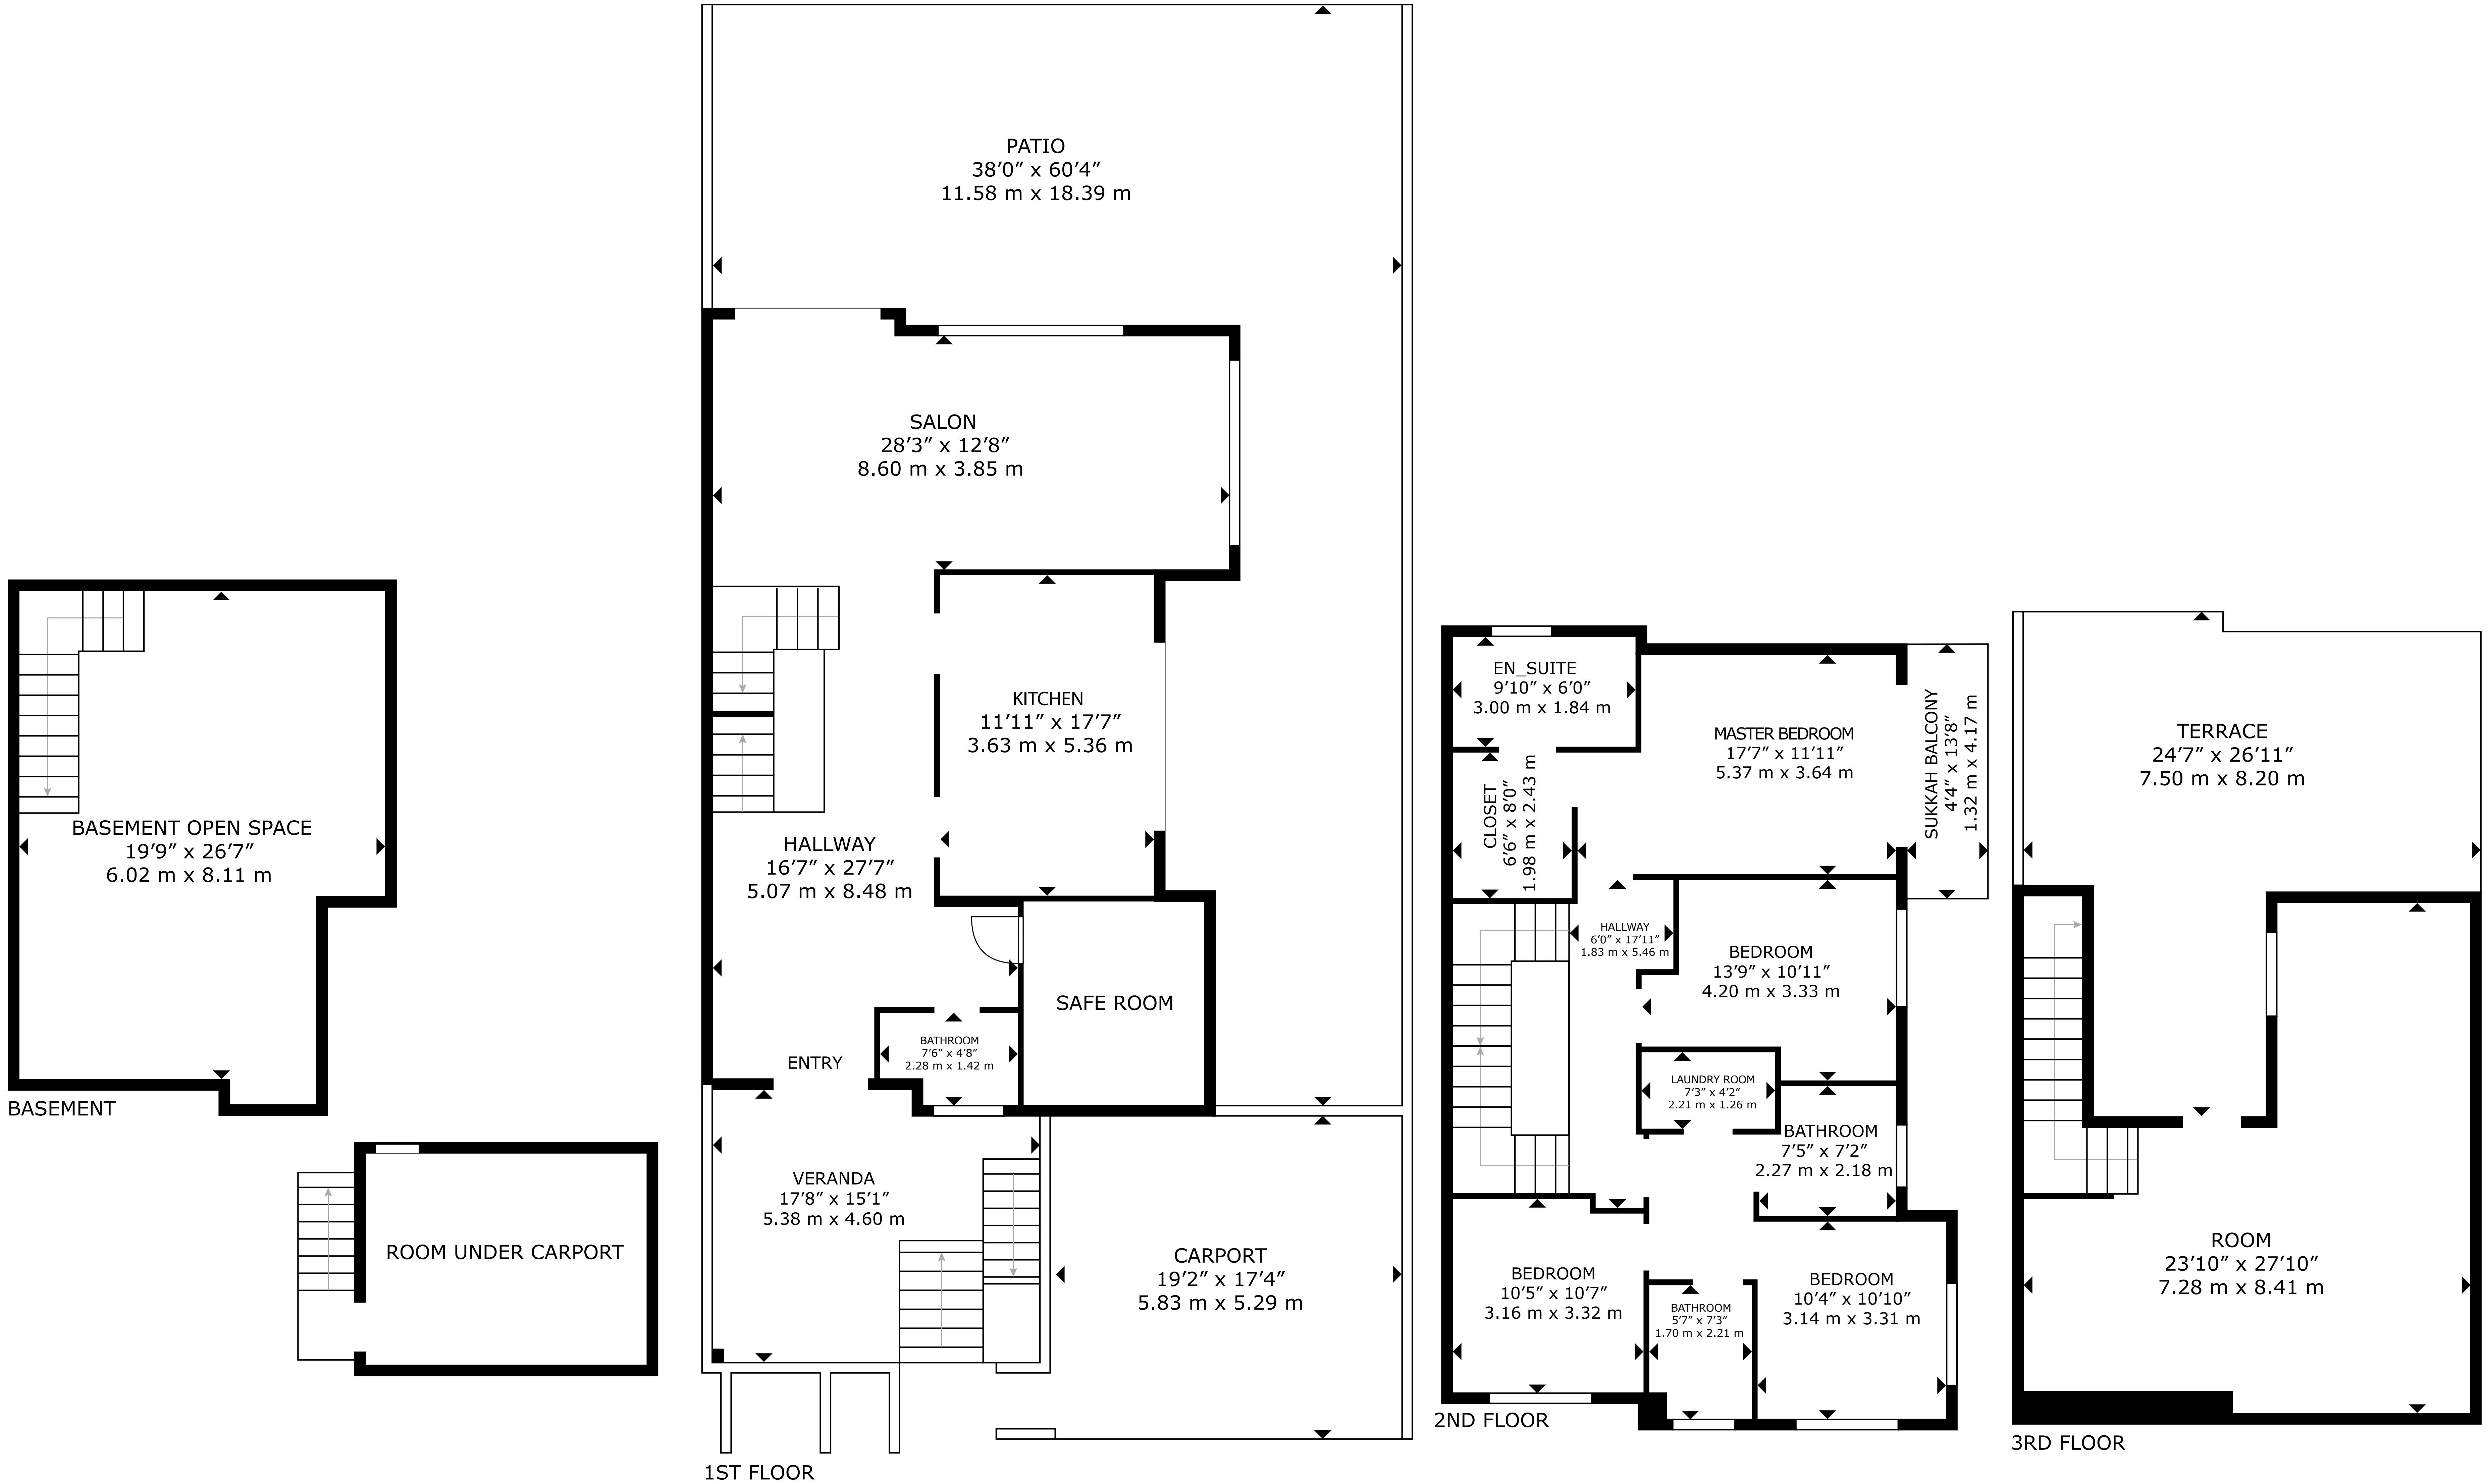 BASEMENT OPEN SPACE
19’9” x 26’7”
6.02 m x 8.11 m
BASEMENT
ROOM UNDER CARPORT
PATIO
38’0” x 60’4”
11.58 m x 18.39 m
SALON
28’3” x 12’8”
8.60 m x 3.85 m
KITCHEN
11’11” x 17’7”
3.63 m x 5.36 m
HALLWAY
16’7” x 27’7”
5.07 m x 8.48 m
SAFE ROOM
BATHROOM
7’6” x 4’8”
2.28 m x 1.42 m
ENTRY
VERANDA
17’8” x 15’1”
5.38 m x 4.60 m
CARPORT
19’2” x 17’4”
5.83 m x 5.29 m
1ST FLOOR
EN_SUITE
9’10” x 6’0”
3.00 m x 1.84 m
MASTER BEDROOM
17’7” x 11’11”
5.37 m x 3.64 m
SUKKAH BALCONY
4’4” x 13’8”
1.32 m x 4.17 m
CLOSET
6’6” x 8’0”
1.98 m x 2.43 m
HALLWAY
6’0” x 17’11”
1.83 m x 5.46 m
BEDROOM
13’9” x 10’11”
4.20 m x 3.33 m
LAUNDRY ROOM
7’3” x 4’2”
2.21 m x 1.26 m
BATHROOM
7’5” x 7’2”
2.27 m x 2.18 m
BEDROOM
10’5” x 10’7”
3.16 m x 3.32 m
BATHROOM
5’7” x 7’3”
1.70 m x 2.21 m
BEDROOM
10’4” x 10’10”
3.14 m x 3.31 m
2ND FLOOR
TERRACE
24’7” x 26’11”
7.50 m x 8.20 m
ROOM
23’10” x 27’10”
7.28 m x 8.41 m
3RD FLOOR